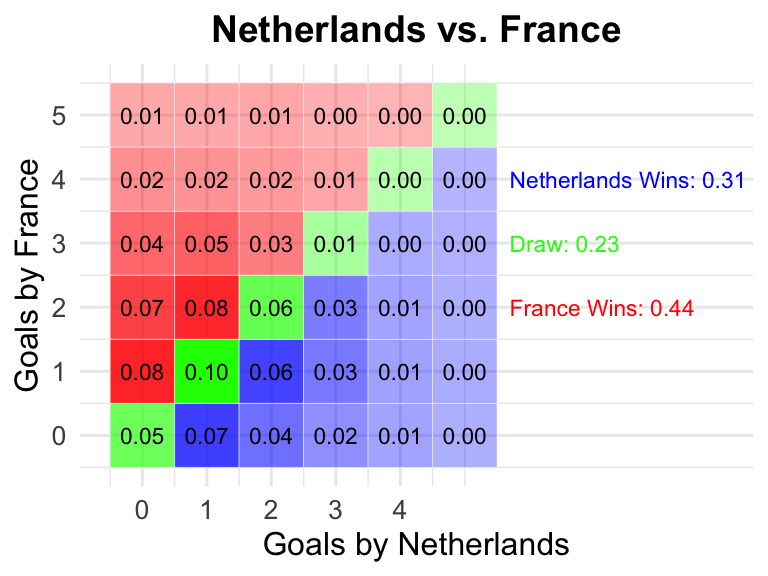 Netherlands vs. France
Goals by France
5 0.01 0.01 0.01 0.00 0.00 0.00
4 0.02 0.02 0.02 0.01 0.00 0.00 Netherlands Wins: 0.31
3 0.04 0.05 0.03 0.01 0.00 0.00 Draw: 0.23
2 0.07 0.08 0.06 0.03 0.01 0.00 France Wins: 0.44
1 0.08 0.10 0.06 0.03 0.01 0.00
0 0.05 0.07 0.04 0.02 0.01 0.00
0 1 2 3 4
Goals by Netherlands